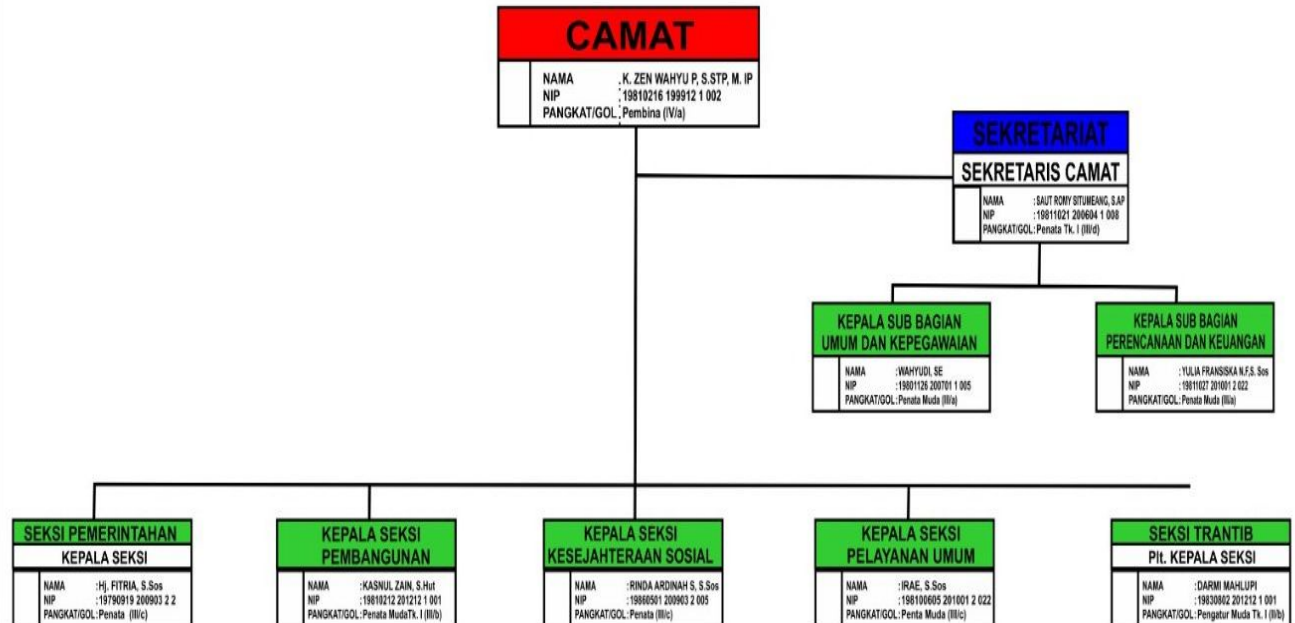 CAMAT
NAMA : K. ZEN WAHYU P, S.STP, M. IP
NIP : 19810216 199912 1 002
PANGKAT/GOL : Pembina (IV/a)
SEKRETARIAT
SEKRETARIS CAMAT
NAMA :SAUT ROMY SITUMEANG, S.AP
NIP :19811021 200604 1 008
PANGKAT/GOL:Penata Tk. I (III/d)
KEPALA SUB BAGIAN
UMUM DAN KEPEGAWAIAN
NAMA :WAHYUDI, SE
NIP :19801126 200701 1 005
PANGKAT/GOL:Penata Muda (III/a)
KEPALA SUB BAGIAN
PERENCANAAN DAN KEUANGAN
NAMA :YULIA FRANSISKA N.F,S. Sos
NIP :19811027 201001 2 022
PANGKAT/GOL:Penata Muda (III/a)
SEKSI PEMERINTAHAN
KEPALA SEKSI
NAMA :Hj. FITRIA, S.Sos
NIP :19790919 200903 2 2
PANGKAT/GOL:Penata (III/c)
KEPALA SEKSI
PEMBANGUNAN
NAMA :KASNUL ZAIN, S.Hut
NIP :19810212 201212 1 001
PANGKAT/GOL:Penata MudaTk. I (III/b)
KEPALA SEKSI
KESEJAHTERAAN SOSIAL
NAMA :RINDA ARDINAH S, S.Sos
NIP :19860501 200903 2 005
PANGKAT/GOL:Penata (III/c)
KEPALA SEKSI
PELAYANAN UMUM
NAMA :IRAE, S.Sos
NIP :198100605 201001 2 022
PANGKAT/GOL:Penta Muda (III/c)
SEKSI TRANTIB
Plt. KEPALA SEKSI
NAMA :DARMI MAHLUPI
NIP :19830802 201212 1 001
PANGKAT/GOL:Pengatur Muda Tk. I (II/b)